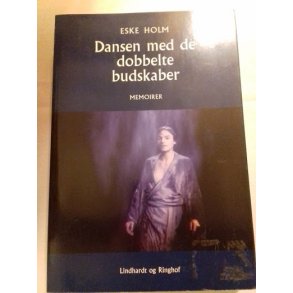 ESKE HOLM
Dansen med de
dobbelte
budskaber
MEMOIRER
Lindhardt og Ringhof